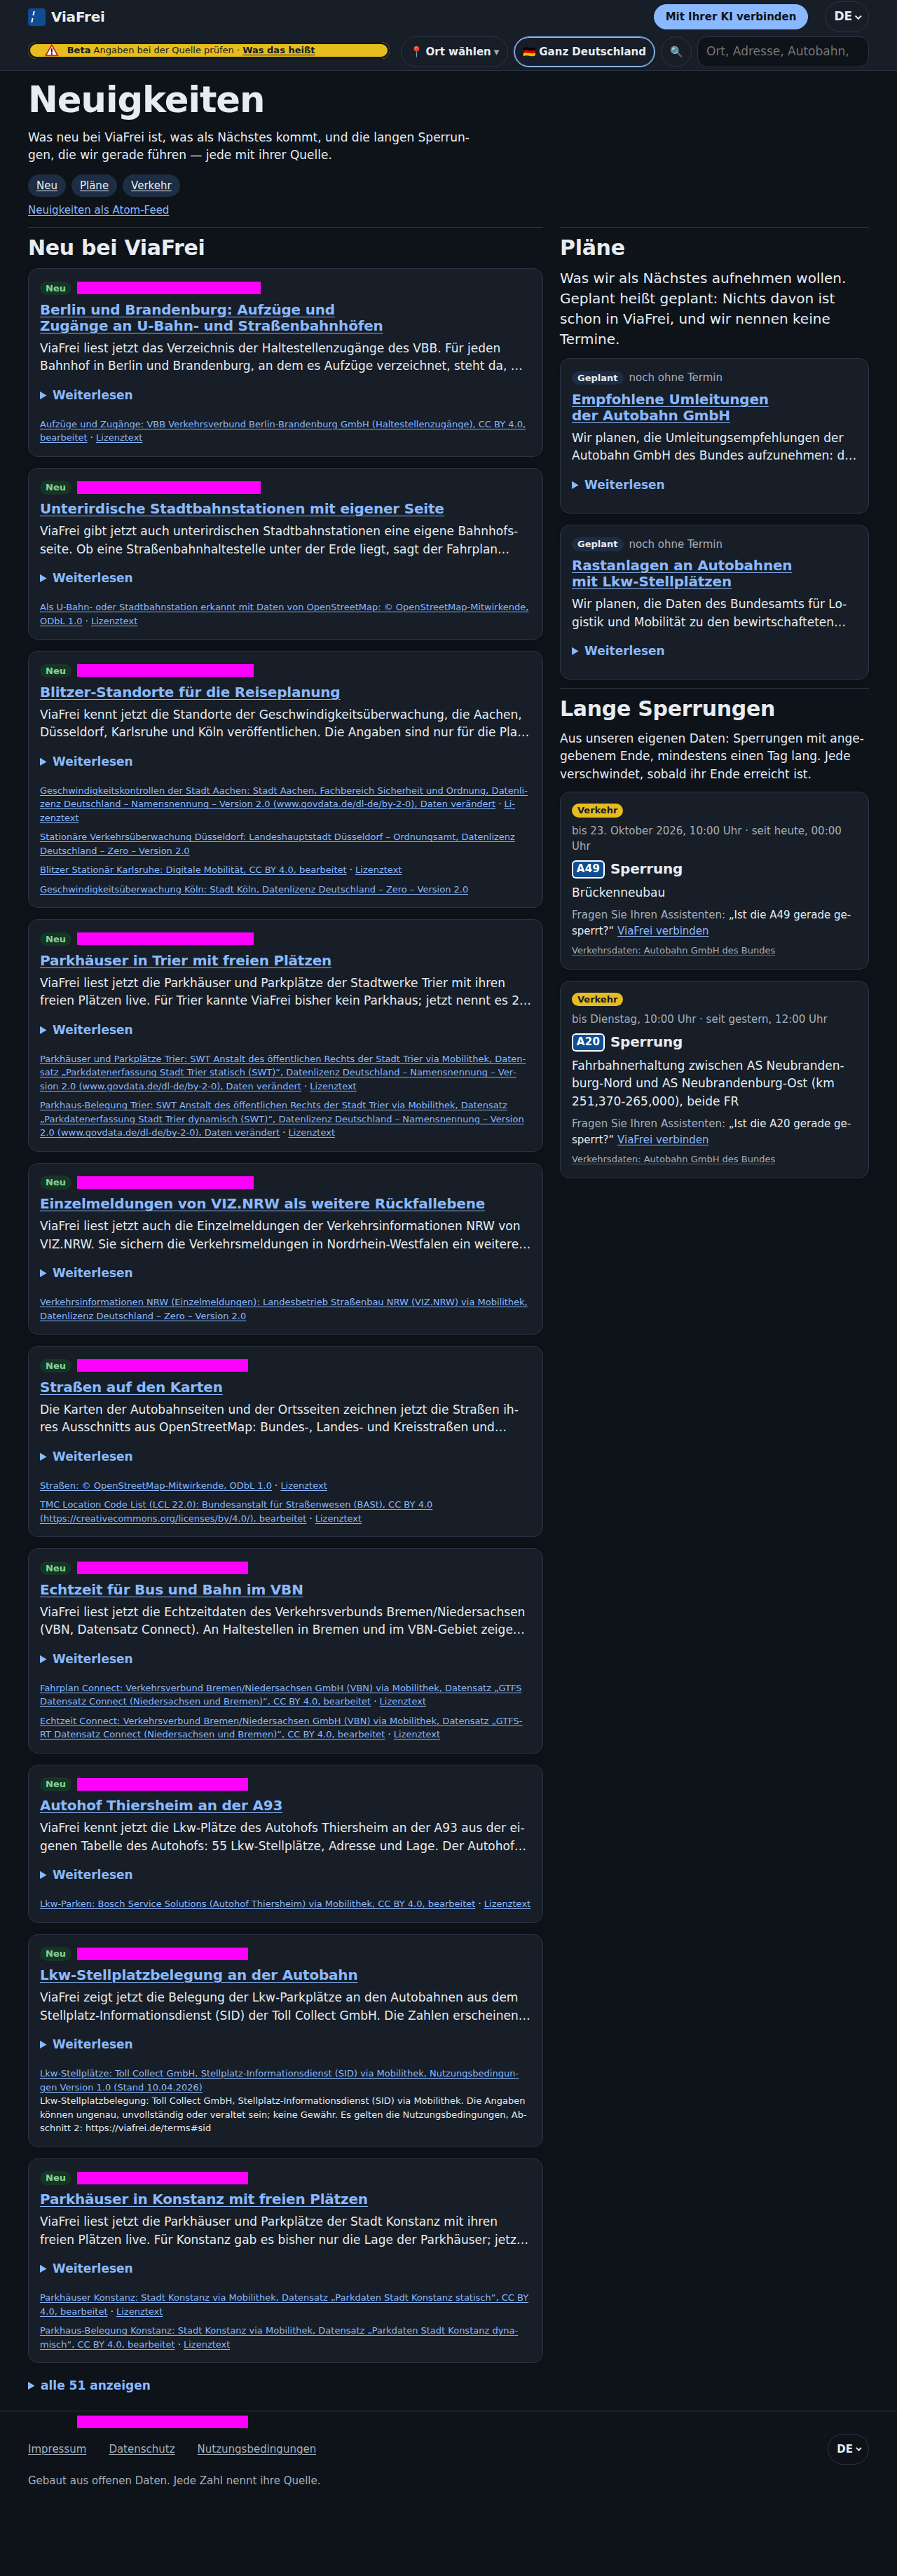 ViaFrei
Mit Ihrer KI verbinden
DE
Beta Angaben bei der Quelle prüfen · Was das heißt
📍 Ort wählen ▾
🇩🇪 Ganz Deutschland
🔍
Ort, Adresse, Autobahn,
Neuigkeiten
Was neu bei ViaFrei ist, was als Nächstes kommt, und die langen Sperrun-
gen, die wir gerade führen — jede mit ihrer Quelle.
Neu
Pläne
Verkehr
Neuigkeiten als Atom-Feed
Neu bei ViaFrei
Neu
Berlin und Brandenburg: Aufzüge und
Zugänge an U-Bahn- und Straßenbahnhöfen
ViaFrei liest jetzt das Verzeichnis der Haltestellenzugänge des VBB. Für jeden
Bahnhof in Berlin und Brandenburg, an dem es Aufzüge verzeichnet, steht da, …
▶ Weiterlesen
Aufzüge und Zugänge: VBB Verkehrsverbund Berlin-Brandenburg GmbH (Haltestellenzugänge), CC BY 4.0,
bearbeitet · Lizenztext
Neu
Unterirdische Stadtbahnstationen mit eigener Seite
ViaFrei gibt jetzt auch unterirdischen Stadtbahnstationen eine eigene Bahnhofs-
seite. Ob eine Straßenbahnhaltestelle unter der Erde liegt, sagt der Fahrplan…
▶ Weiterlesen
Als U-Bahn- oder Stadtbahnstation erkannt mit Daten von OpenStreetMap: © OpenStreetMap-Mitwirkende,
ODbL 1.0 · Lizenztext
Neu
Blitzer-Standorte für die Reiseplanung
ViaFrei kennt jetzt die Standorte der Geschwindigkeitsüberwachung, die Aachen,
Düsseldorf, Karlsruhe und Köln veröffentlichen. Die Angaben sind nur für die Pla…
▶ Weiterlesen
Geschwindigkeitskontrollen der Stadt Aachen: Stadt Aachen, Fachbereich Sicherheit und Ordnung, Datenli-
zenz Deutschland – Namensnennung – Version 2.0 (www.govdata.de/dl-de/by-2-0), Daten verändert · Li-
zenztext
Stationäre Verkehrsüberwachung Düsseldorf: Landeshauptstadt Düsseldorf – Ordnungsamt, Datenlizenz
Deutschland – Zero – Version 2.0
Blitzer Stationär Karlsruhe: Digitale Mobilität, CC BY 4.0, bearbeitet · Lizenztext
Geschwindigkeitsüberwachung Köln: Stadt Köln, Datenlizenz Deutschland – Zero – Version 2.0
Neu
Parkhäuser in Trier mit freien Plätzen
ViaFrei liest jetzt die Parkhäuser und Parkplätze der Stadtwerke Trier mit ihren
freien Plätzen live. Für Trier kannte ViaFrei bisher kein Parkhaus; jetzt nennt es 2…
▶ Weiterlesen
Parkhäuser und Parkplätze Trier: SWT Anstalt des öffentlichen Rechts der Stadt Trier via Mobilithek, Daten-
satz „Parkdatenerfassung Stadt Trier statisch (SWT)“, Datenlizenz Deutschland – Namensnennung – Ver-
sion 2.0 (www.govdata.de/dl-de/by-2-0), Daten verändert · Lizenztext
Parkhaus-Belegung Trier: SWT Anstalt des öffentlichen Rechts der Stadt Trier via Mobilithek, Datensatz
„Parkdatenerfassung Stadt Trier dynamisch (SWT)“, Datenlizenz Deutschland – Namensnennung – Version
2.0 (www.govdata.de/dl-de/by-2-0), Daten verändert · Lizenztext
Neu
Einzelmeldungen von VIZ.NRW als weitere Rückfallebene
ViaFrei liest jetzt auch die Einzelmeldungen der Verkehrsinformationen NRW von
VIZ.NRW. Sie sichern die Verkehrsmeldungen in Nordrhein-Westfalen ein weitere…
▶ Weiterlesen
Verkehrsinformationen NRW (Einzelmeldungen): Landesbetrieb Straßenbau NRW (VIZ.NRW) via Mobilithek,
Datenlizenz Deutschland – Zero – Version 2.0
Neu
Straßen auf den Karten
Die Karten der Autobahnseiten und der Ortsseiten zeichnen jetzt die Straßen ih-
res Ausschnitts aus OpenStreetMap: Bundes-, Landes- und Kreisstraßen und…
▶ Weiterlesen
Straßen: © OpenStreetMap-Mitwirkende, ODbL 1.0 · Lizenztext
TMC Location Code List (LCL 22.0): Bundesanstalt für Straßenwesen (BASt), CC BY 4.0
(https://creativecommons.org/licenses/by/4.0/), bearbeitet · Lizenztext
Neu
Echtzeit für Bus und Bahn im VBN
ViaFrei liest jetzt die Echtzeitdaten des Verkehrsverbunds Bremen/Niedersachsen
(VBN, Datensatz Connect). An Haltestellen in Bremen und im VBN-Gebiet zeige…
▶ Weiterlesen
Fahrplan Connect: Verkehrsverbund Bremen/Niedersachsen GmbH (VBN) via Mobilithek, Datensatz „GTFS
Datensatz Connect (Niedersachsen und Bremen)“, CC BY 4.0, bearbeitet · Lizenztext
Echtzeit Connect: Verkehrsverbund Bremen/Niedersachsen GmbH (VBN) via Mobilithek, Datensatz „GTFS-
RT Datensatz Connect (Niedersachsen und Bremen)“, CC BY 4.0, bearbeitet · Lizenztext
Neu
Autohof Thiersheim an der A93
ViaFrei kennt jetzt die Lkw-Plätze des Autohofs Thiersheim an der A93 aus der ei-
genen Tabelle des Autohofs: 55 Lkw-Stellplätze, Adresse und Lage. Der Autohof…
▶ Weiterlesen
Lkw-Parken: Bosch Service Solutions (Autohof Thiersheim) via Mobilithek, CC BY 4.0, bearbeitet · Lizenztext
Neu
Lkw-Stellplatzbelegung an der Autobahn
ViaFrei zeigt jetzt die Belegung der Lkw-Parkplätze an den Autobahnen aus dem
Stellplatz-Informationsdienst (SID) der Toll Collect GmbH. Die Zahlen erscheinen…
▶ Weiterlesen
Lkw-Stellplätze: Toll Collect GmbH, Stellplatz-Informationsdienst (SID) via Mobilithek, Nutzungsbedingun-
gen Version 1.0 (Stand 10.04.2026)
Lkw-Stellplatzbelegung: Toll Collect GmbH, Stellplatz-Informationsdienst (SID) via Mobilithek. Die Angaben
können ungenau, unvollständig oder veraltet sein; keine Gewähr. Es gelten die Nutzungsbedingungen, Ab-
schnitt 2: https://viafrei.de/terms#sid
Neu
Parkhäuser in Konstanz mit freien Plätzen
ViaFrei liest jetzt die Parkhäuser und Parkplätze der Stadt Konstanz mit ihren
freien Plätzen live. Für Konstanz gab es bisher nur die Lage der Parkhäuser; jetz…
▶ Weiterlesen
Parkhäuser Konstanz: Stadt Konstanz via Mobilithek, Datensatz „Parkdaten Stadt Konstanz statisch“, CC BY
4.0, bearbeitet · Lizenztext
Parkhaus-Belegung Konstanz: Stadt Konstanz via Mobilithek, Datensatz „Parkdaten Stadt Konstanz dyna-
misch“, CC BY 4.0, bearbeitet · Lizenztext
▶ alle 51 anzeigen
Pläne
Was wir als Nächstes aufnehmen wollen.
Geplant heißt geplant: Nichts davon ist
schon in ViaFrei, und wir nennen keine
Termine.
Geplant noch ohne Termin
Empfohlene Umleitungen
der Autobahn GmbH
Wir planen, die Umleitungsempfehlungen der
Autobahn GmbH des Bundes aufzunehmen: d…
▶ Weiterlesen
Geplant noch ohne Termin
Rastanlagen an Autobahnen
mit Lkw-Stellplätzen
Wir planen, die Daten des Bundesamts für Lo-
gistik und Mobilität zu den bewirtschafteten…
▶ Weiterlesen
Lange Sperrungen
Aus unseren eigenen Daten: Sperrungen mit ange-
gebenem Ende, mindestens einen Tag lang. Jede
verschwindet, sobald ihr Ende erreicht ist.
Verkehr
bis 23. Oktober 2026, 10:00 Uhr · seit heute, 00:00
Uhr
A49 Sperrung
Brückenneubau
Fragen Sie Ihren Assistenten: „Ist die A49 gerade ge-
sperrt?“ ViaFrei verbinden
Verkehrsdaten: Autobahn GmbH des Bundes
Verkehr
bis Dienstag, 10:00 Uhr · seit gestern, 12:00 Uhr
A20 Sperrung
Fahrbahnerhaltung zwischen AS Neubranden-
burg-Nord und AS Neubrandenburg-Ost (km
251,370-265,000), beide FR
Fragen Sie Ihren Assistenten: „Ist die A20 gerade ge-
sperrt?“ ViaFrei verbinden
Verkehrsdaten: Autobahn GmbH des Bundes
Impressum
Datenschutz
Nutzungsbedingungen
DE
Gebaut aus offenen Daten. Jede Zahl nennt ihre Quelle.